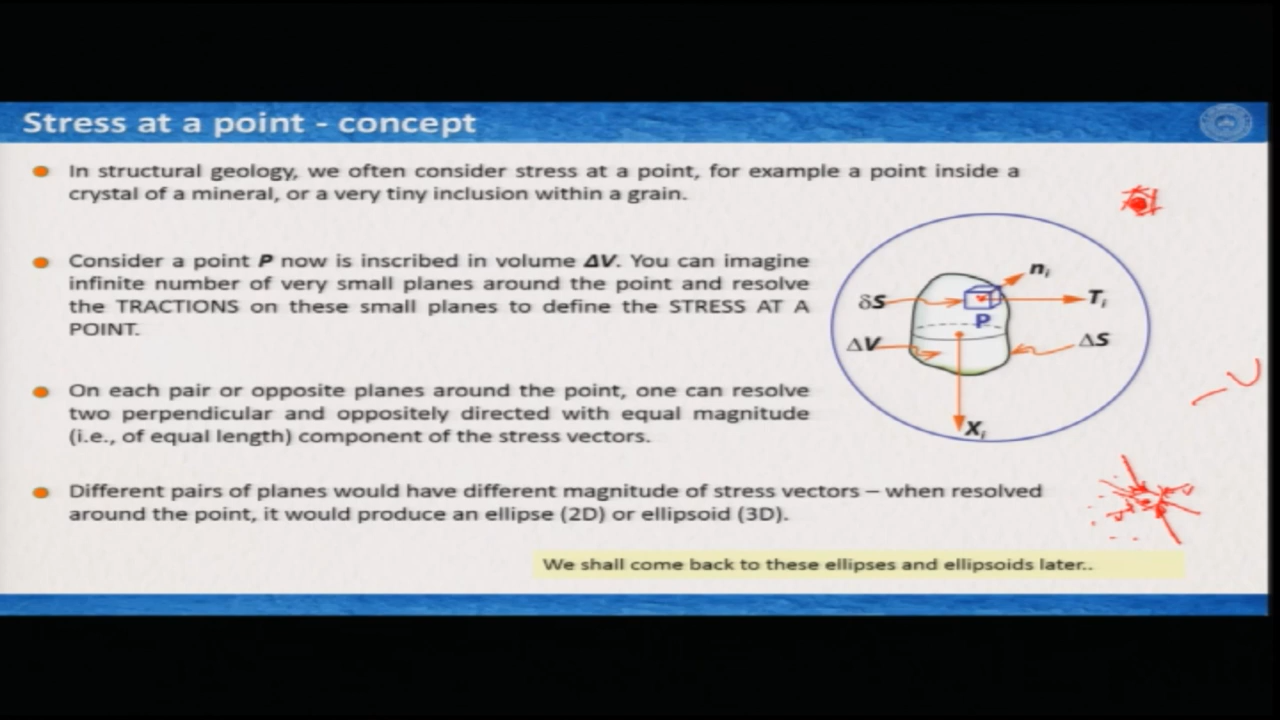 Stress at a point - concept
In structural geology, we often consider stress at a point, for example a point inside a
crystal of a mineral, or a very tiny inclusion within a grain.
Consider a point P now is inscribed in volume ΔV. You can imagine
infinite number of very small planes around the point and resolve
the TRACTIONS on these small planes to define the STRESS AT A
POINT.
On each pair or opposite planes around the point, one can resolve
two perpendicular and oppositely directed with equal magnitude
(i.e., of equal length) component of the stress vectors.
Different pairs of planes would have different magnitude of stress vectors – when resolved
around the point, it would produce an ellipse (2D) or ellipsoid (3D).
We shall come back to these ellipses and ellipsoids later..
nᵢ
δS
Tᵢ
P
ΔV
ΔS
Xᵢ